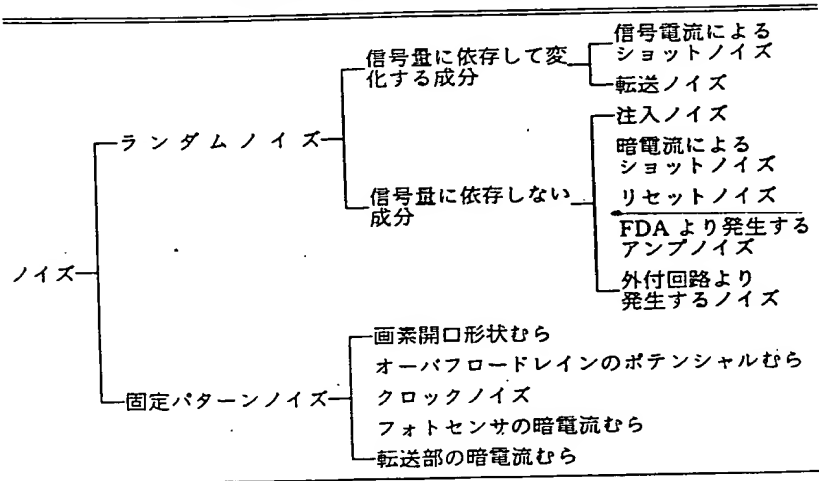 ノイズ
ランダムノイズ
信号量に依存して変
化する成分
信号電流による
ショットノイズ
転送ノイズ
信号量に依存しない
成分
注入ノイズ
暗電流による
ショットノイズ
リセットノイズ
FDA より発生する
アンプノイズ
外付回路より
発生するノイズ
固定パターンノイズ
画素開口形状むら
オーバフロードレインのポテンシャルむら
クロックノイズ
フォトセンサの暗電流むら
転送部の暗電流むら